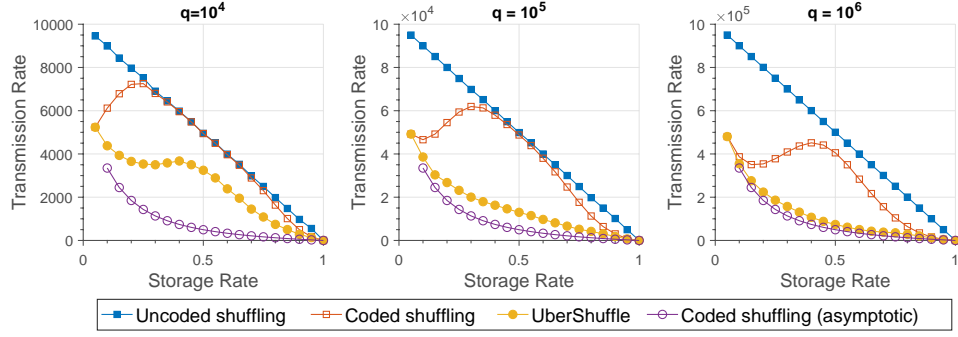 q=10⁴
q = 10⁵
q = 10⁶
×10⁴
×10⁵
Transmission Rate
10000
8000
6000
4000
2000
0
0
0.5
1
Storage Rate
Transmission Rate
10
8
6
4
2
0
0
0.5
1
Storage Rate
Transmission Rate
10
8
6
4
2
0
0
0.5
1
Storage Rate
Uncoded shuffling
Coded shuffling
UberShuffle
Coded shuffling (asymptotic)